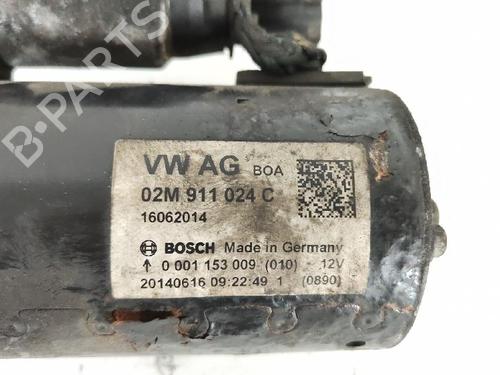 B-PARTS
VW AG BOA
02M 911 024 C
16062014
BOSCH Made in Germany
↑ 0 001 153 009 (010) - 12V
20140616 09:22:49 1 (0890)